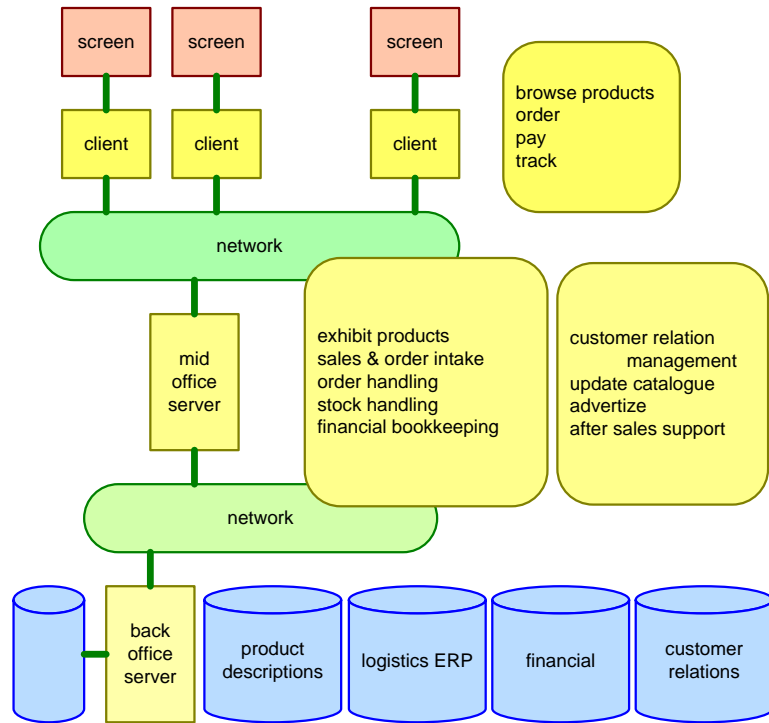 screen
screen
screen
client
client
client
browse products
order
pay
track
network
mid
office
server
exhibit products
sales & order intake
order handling
stock handling
financial bookkeeping
customer relation
management
update catalogue
advertize
after sales support
network
back
office
server
product
descriptions
logistics ERP
financial
customer
relations